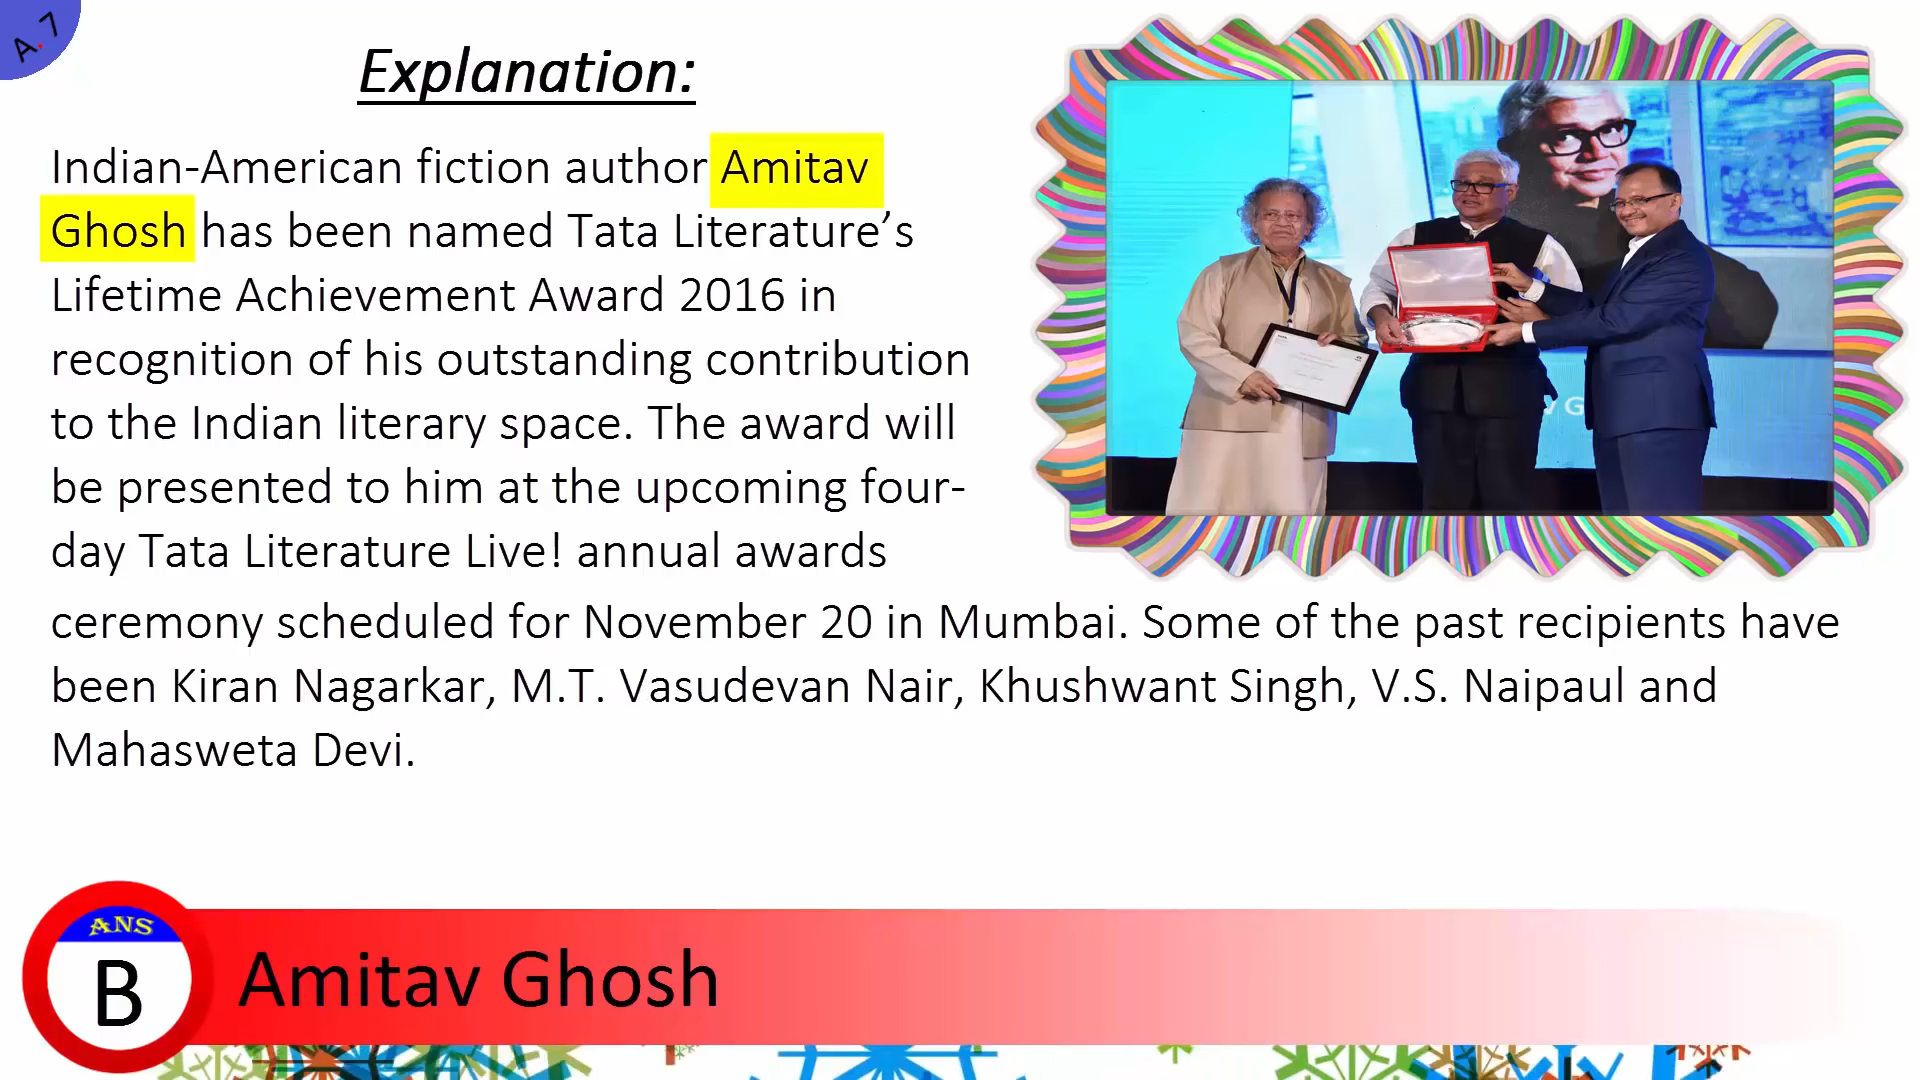 A.7
Explanation:
Indian-American fiction author Amitav
Ghosh has been named Tata Literature’s
Lifetime Achievement Award 2016 in
recognition of his outstanding contribution
to the Indian literary space. The award will
be presented to him at the upcoming four-
day Tata Literature Live! annual awards
ceremony scheduled for November 20 in Mumbai. Some of the past recipients have
been Kiran Nagarkar, M.T. Vasudevan Nair, Khushwant Singh, V.S. Naipaul and
Mahasweta Devi.
ANS
B
Amitav Ghosh